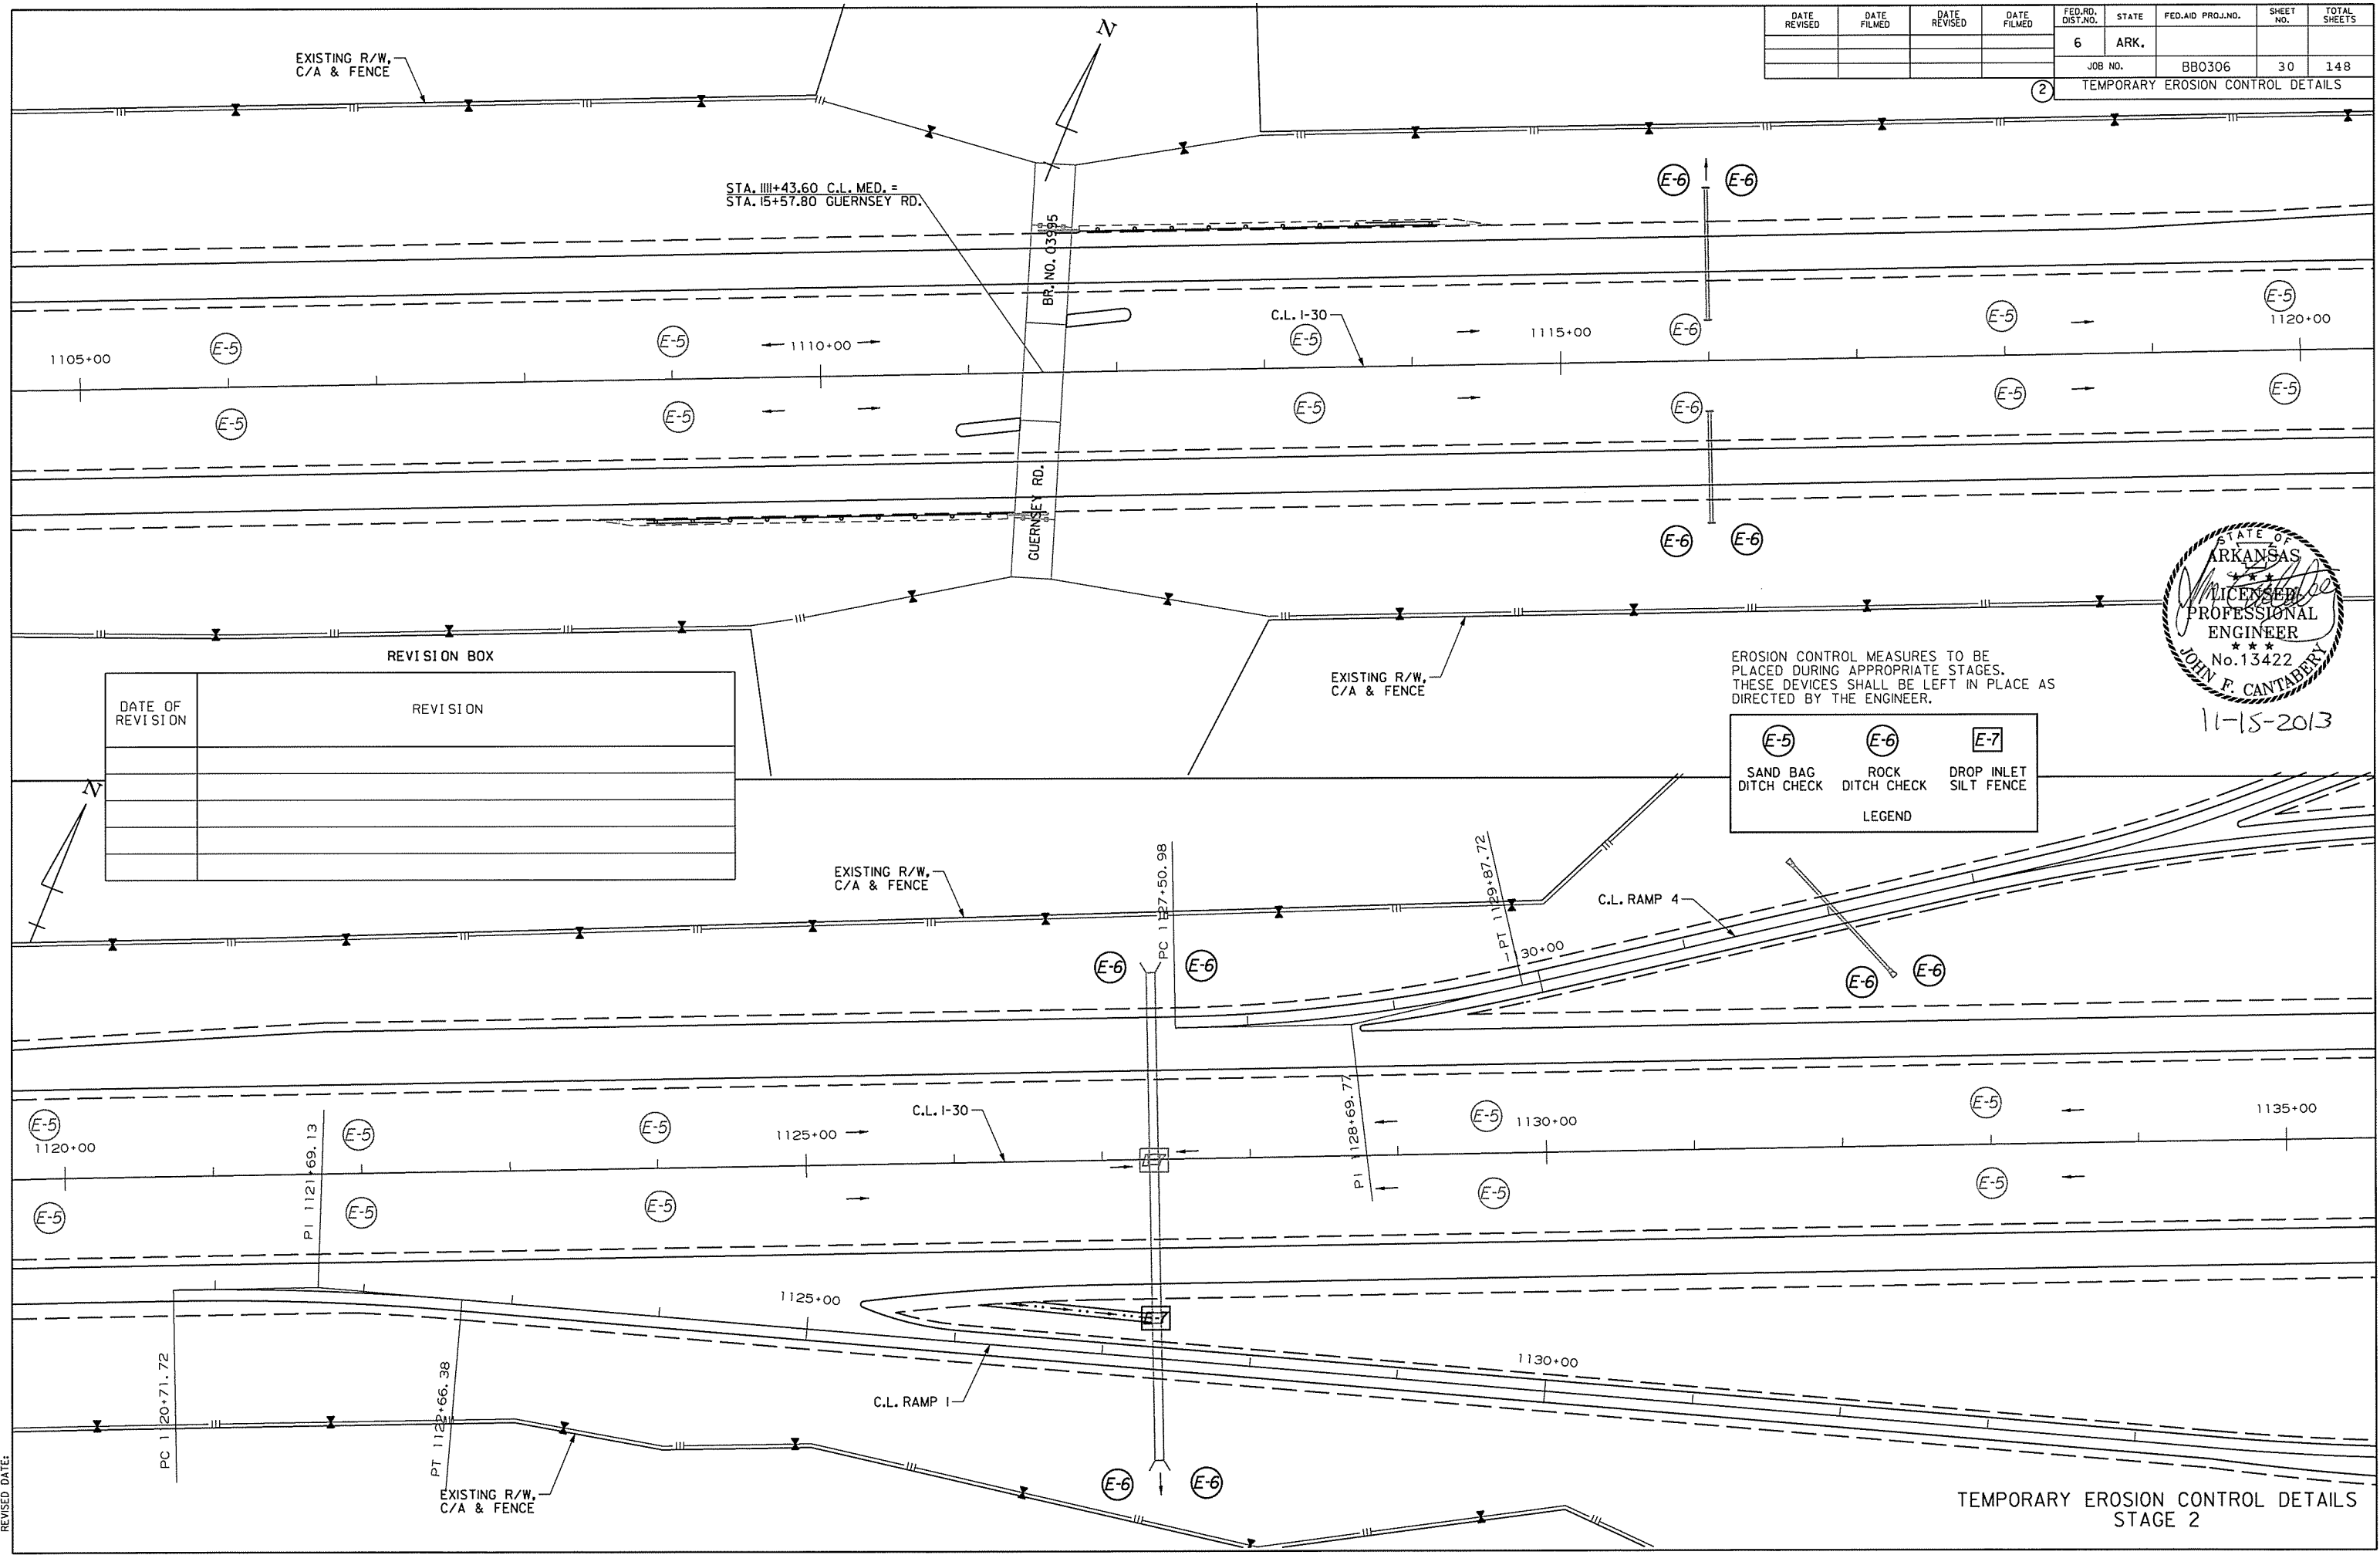 DATE REVISED
DATE FILMED
DATE REVISED
DATE FILMED
FED.RD. DIST.NO.
STATE
FED.AID PROJ.NO.
SHEET NO.
TOTAL SHEETS
6
ARK.
JOB NO.
BB0306
30
148
2
TEMPORARY EROSION CONTROL DETAILS
N
EXISTING R/W,
C/A & FENCE
STA. 1111+43.60 C.L. MED. =
STA. 15+57.80 GUERNSEY RD.
BR. NO. 03995
GUERNSEY RD.
E-6
E-6
E-5
E-5
C.L. I-30
E-5
E-6
E-5
E-5
1105+00
1110+00
1115+00
1120+00
E-5
E-5
E-5
E-6
E-5
E-5
E-6
E-6
STATE OF
ARKANSAS
★ ★ ★
LICENSED
PROFESSIONAL
ENGINEER
★ ★ ★
No.13422
JOHN F. CANTABERY
11-15-2013
EXISTING R/W,
C/A & FENCE
EROSION CONTROL MEASURES TO BE
PLACED DURING APPROPRIATE STAGES.
THESE DEVICES SHALL BE LEFT IN PLACE AS
DIRECTED BY THE ENGINEER.
E-5
E-6
E-7
SAND BAG
DITCH CHECK
ROCK
DITCH CHECK
DROP INLET
SILT FENCE
LEGEND
REVISION BOX
DATE OF
REVISION
REVISION
N
EXISTING R/W,
C/A & FENCE
PC 1127+50.98
PT 1129+87.72
1130+00
C.L. RAMP 4
E-6
E-6
E-6
E-6
PI 1128+69.77
C.L. I-30
E-5
E-5
E-5
E-5
E-5
1120+00
1125+00
1130+00
1135+00
PI 1121+69.13
E-5
E-5
E-5
E-5
E-5
1125+00
E-7
1130+00
PC 1120+71.72
PT 1122+66.38
C.L. RAMP 1
EXISTING R/W,
C/A & FENCE
E-6
E-6
TEMPORARY EROSION CONTROL DETAILS
STAGE 2
REVISED DATE: